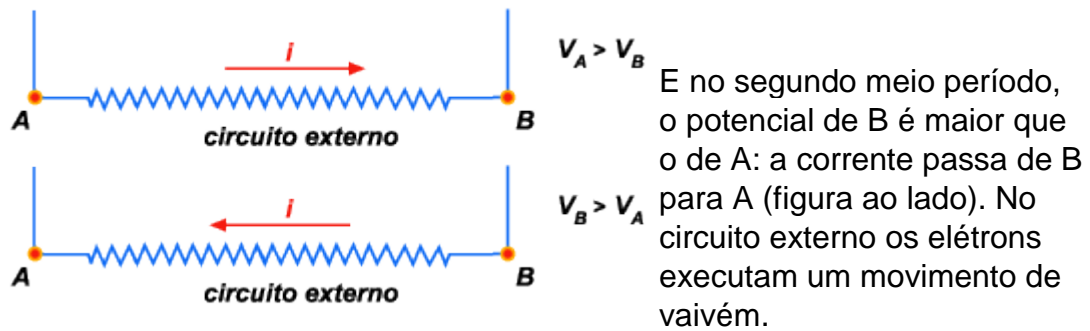 i
V_A > V_B
A
B
circuito externo
i
V_B > V_A
A
B
circuito externo
E no segundo meio período,
o potencial de B é maior que
o de A: a corrente passa de B
para A (figura ao lado). No
circuito externo os elétrons
executam um movimento de
vaivém.